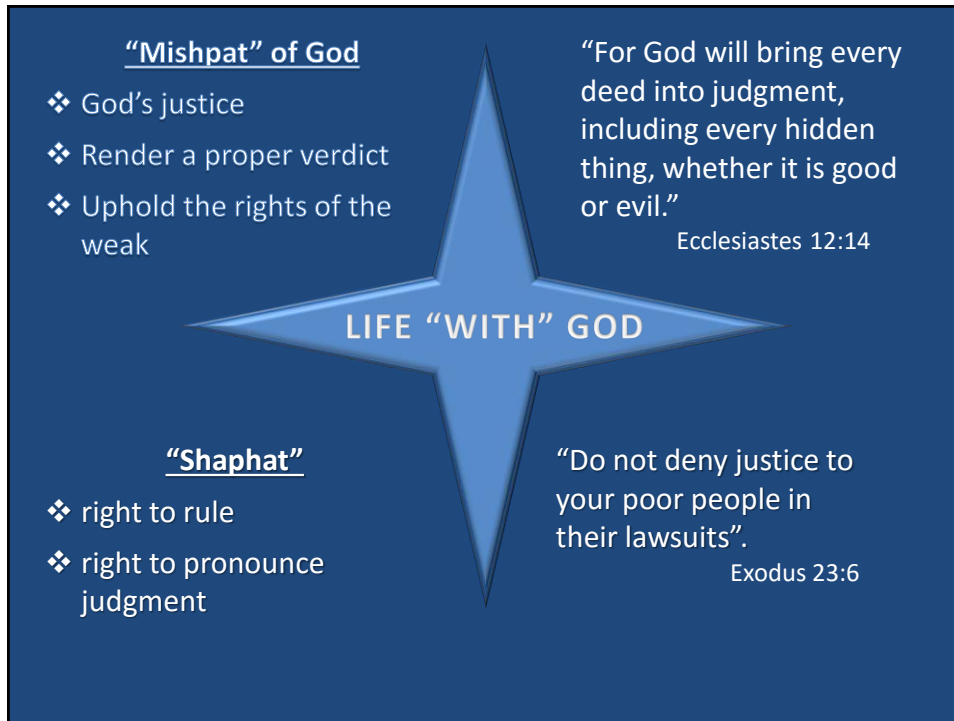 “Mishpat” of God
❖ God’s justice
❖ Render a proper verdict
❖ Uphold the rights of the
weak
“For God will bring every
deed into judgment,
including every hidden
thing, whether it is good
or evil.”
Ecclesiastes 12:14
LIFE “WITH” GOD
“Shaphat”
❖ right to rule
❖ right to pronounce
judgment
“Do not deny justice to
your poor people in
their lawsuits”.
Exodus 23:6